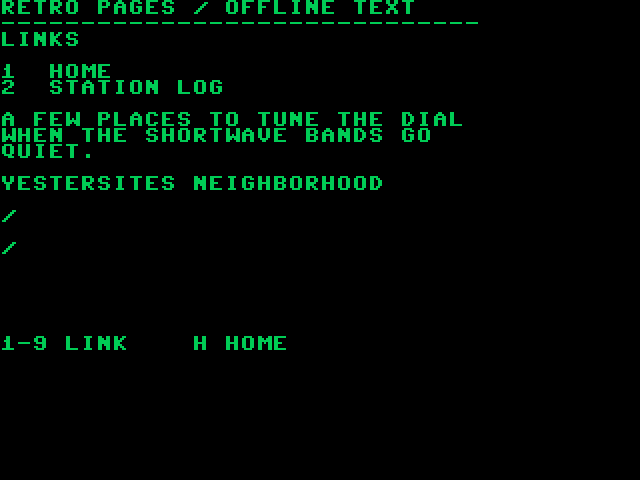 RETRO PAGES / OFFLINE TEXT
------------------------------
LINKS
1  HOME
2  STATION LOG
A FEW PLACES TO TUNE THE DIAL
WHEN THE SHORTWAVE BANDS GO
QUIET.
YESTERSITES NEIGHBORHOOD
/
/
1-9 LINK    H HOME